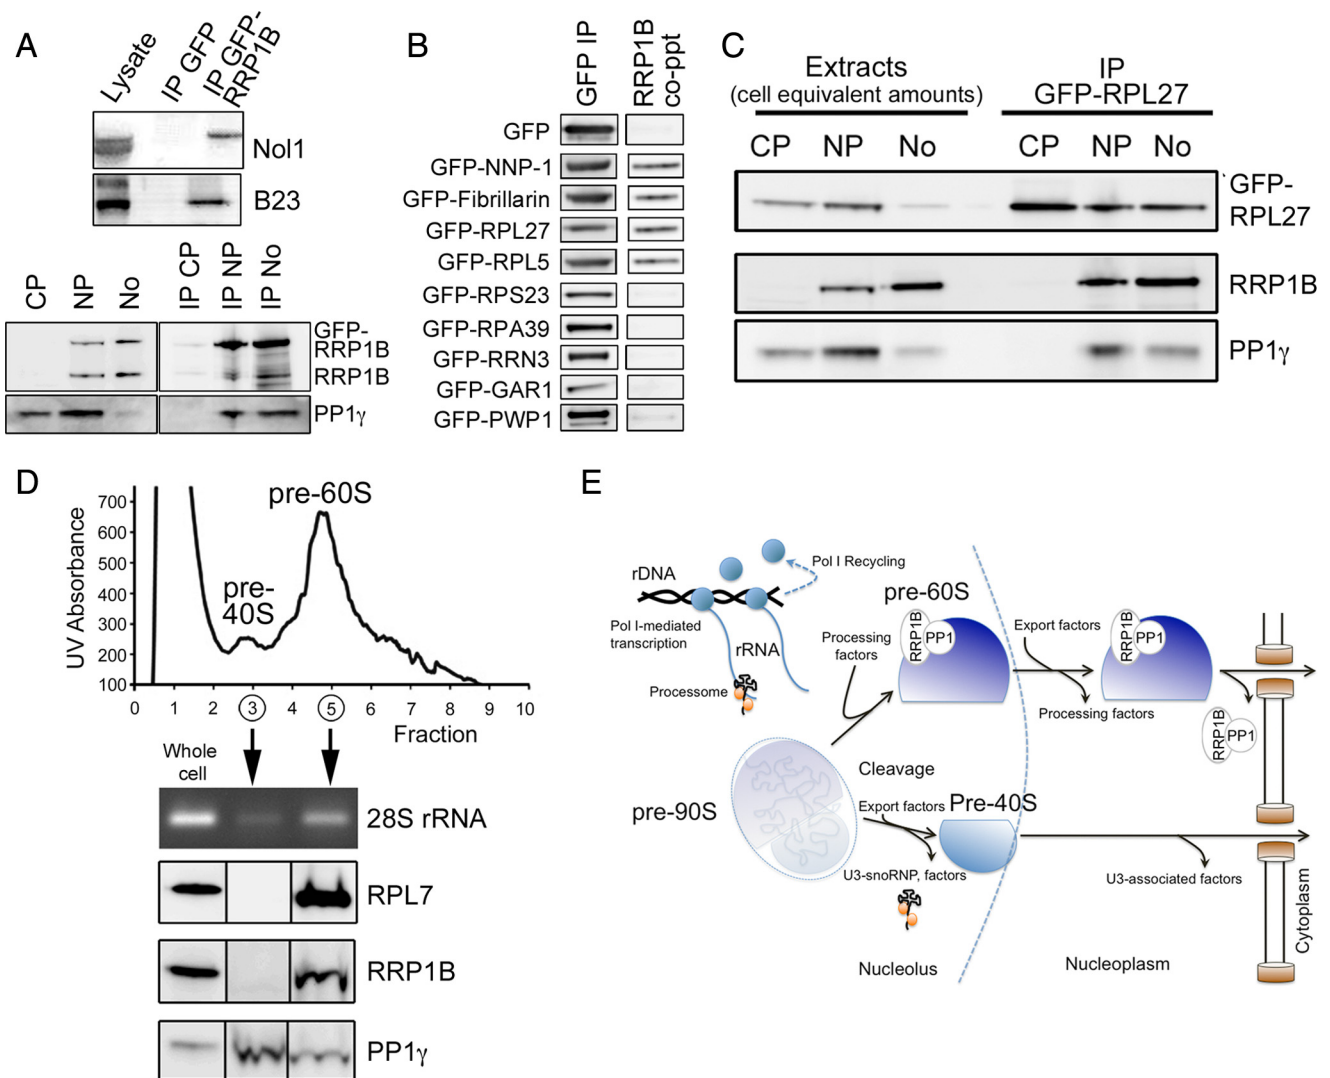 A
Lysate
IP GFP
IP GFP-
RRP1B
Nol1
B23
CP
NP
No
IP CP
IP NP
IP No
GFP-
RRP1B
RRP1B
PP1γ
B
GFP IP
RRP1B
co-ppt
GFP
GFP-NNP-1
GFP-Fibrillarin
GFP-RPL27
GFP-RPL5
GFP-RPS23
GFP-RPA39
GFP-RRN3
GFP-GAR1
GFP-PWP1
C
Extracts
(cell equivalent amounts)
IP
GFP-RPL27
CP NP No CP NP No
GFP-
RPL27
RRP1B
PP1γ
D
UV Absorbance
700
600
500
400
300
200
100
pre-60S
pre-
40S
0 1 2 3 4 5 6 7 8 9 10
Fraction
Whole
cell
28S rRNA
RPL7
RRP1B
PP1γ
E
rDNA
Pol I Recycling
Pol I-mediated
transcription
rRNA
Processome
Processing
factors
pre-60S
RRP1B
PP1
Export factors
Processing factors
RRP1B
PP1
RRP1B
PP1
pre-90S
Cleavage
Export factors
Pre-40S
U3-snoRNP, factors
U3-associated factors
Nucleolus
Nucleoplasm
Cytoplasm